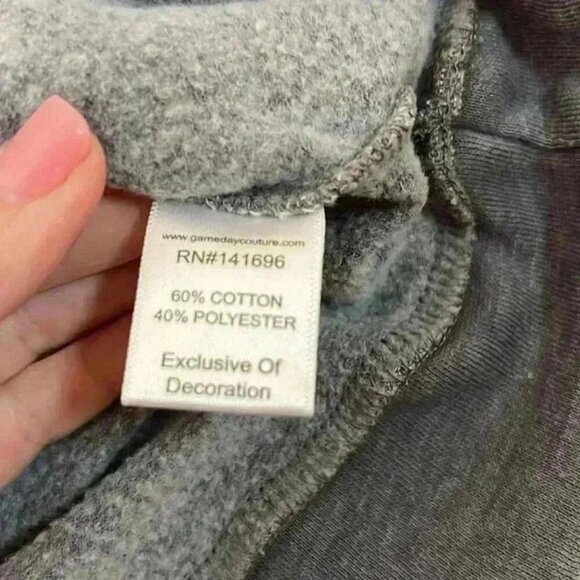 www.gamedaycouture.com
RN#141696
60% COTTON
40% POLYESTER
Exclusive Of
Decoration